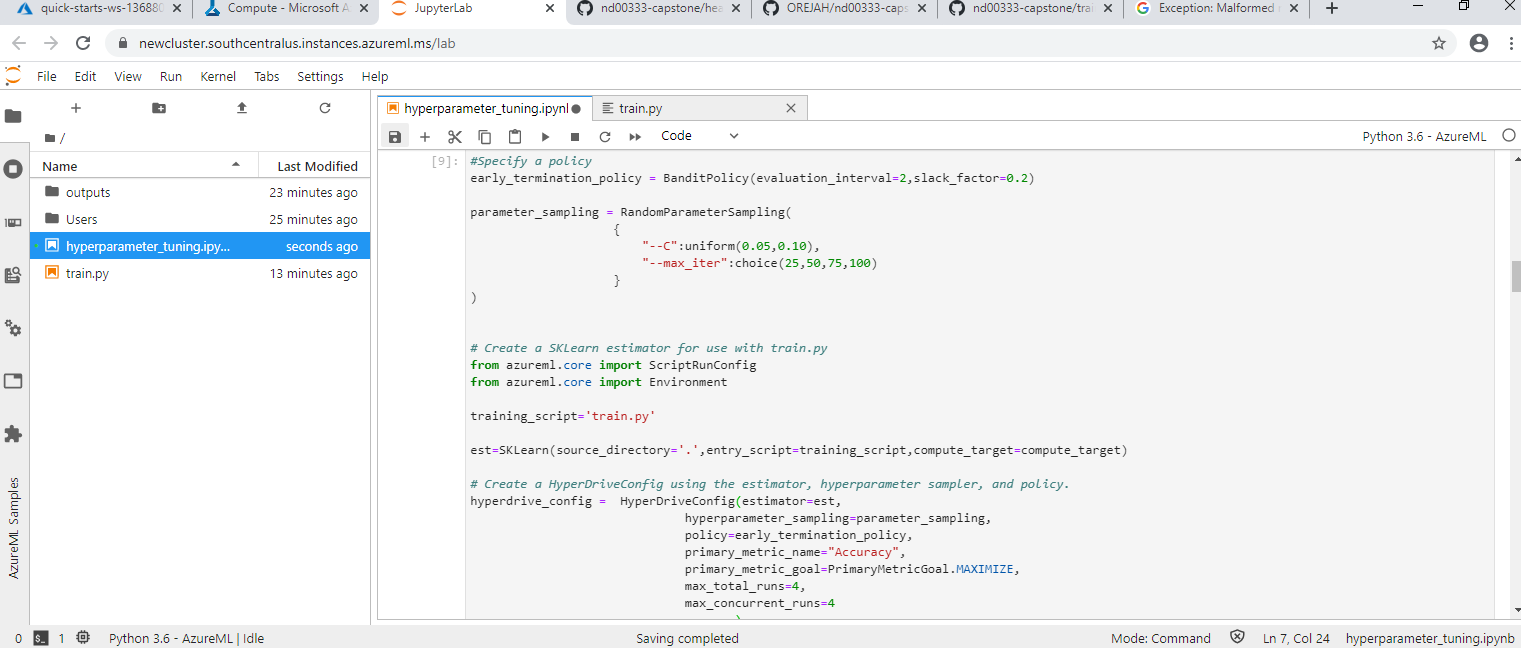 quick-starts-ws-13688
Compute - Microsoft A
JupyterLab
nd00333-capstone/hea
OREJAH/nd00333-caps
nd00333-capstone/trai
Exception: Malformed
newcluster.southcentralus.instances.azureml.ms/lab
File Edit View Run Kernel Tabs Settings Help
hyperparameter_tuning.ipynl
train.py
/
Code
Python 3.6 - AzureML
Name Last Modified
outputs 23 minutes ago
Users 25 minutes ago
hyperparameter_tuning.ipy... seconds ago
train.py 13 minutes ago
AzureML Samples
[9]: #Specify a policy
early_termination_policy = BanditPolicy(evaluation_interval=2,slack_factor=0.2)
parameter_sampling = RandomParameterSampling(
{
"--C":uniform(0.05,0.10),
"--max_iter":choice(25,50,75,100)
}
)
# Create a SKLearn estimator for use with train.py
from azureml.core import ScriptRunConfig
from azureml.core import Environment
training_script='train.py'
est=SKLearn(source_directory='.',entry_script=training_script,compute_target=compute_target)
# Create a HyperDriveConfig using the estimator, hyperparameter sampler, and policy.
hyperdrive_config = HyperDriveConfig(estimator=est,
hyperparameter_sampling=parameter_sampling,
policy=early_termination_policy,
primary_metric_name="Accuracy",
primary_metric_goal=PrimaryMetricGoal.MAXIMIZE,
max_total_runs=4,
max_concurrent_runs=4
0 $_ 1 Python 3.6 - AzureML | Idle
Saving completed
Mode: Command Ln 7, Col 24 hyperparameter_tuning.ipynb